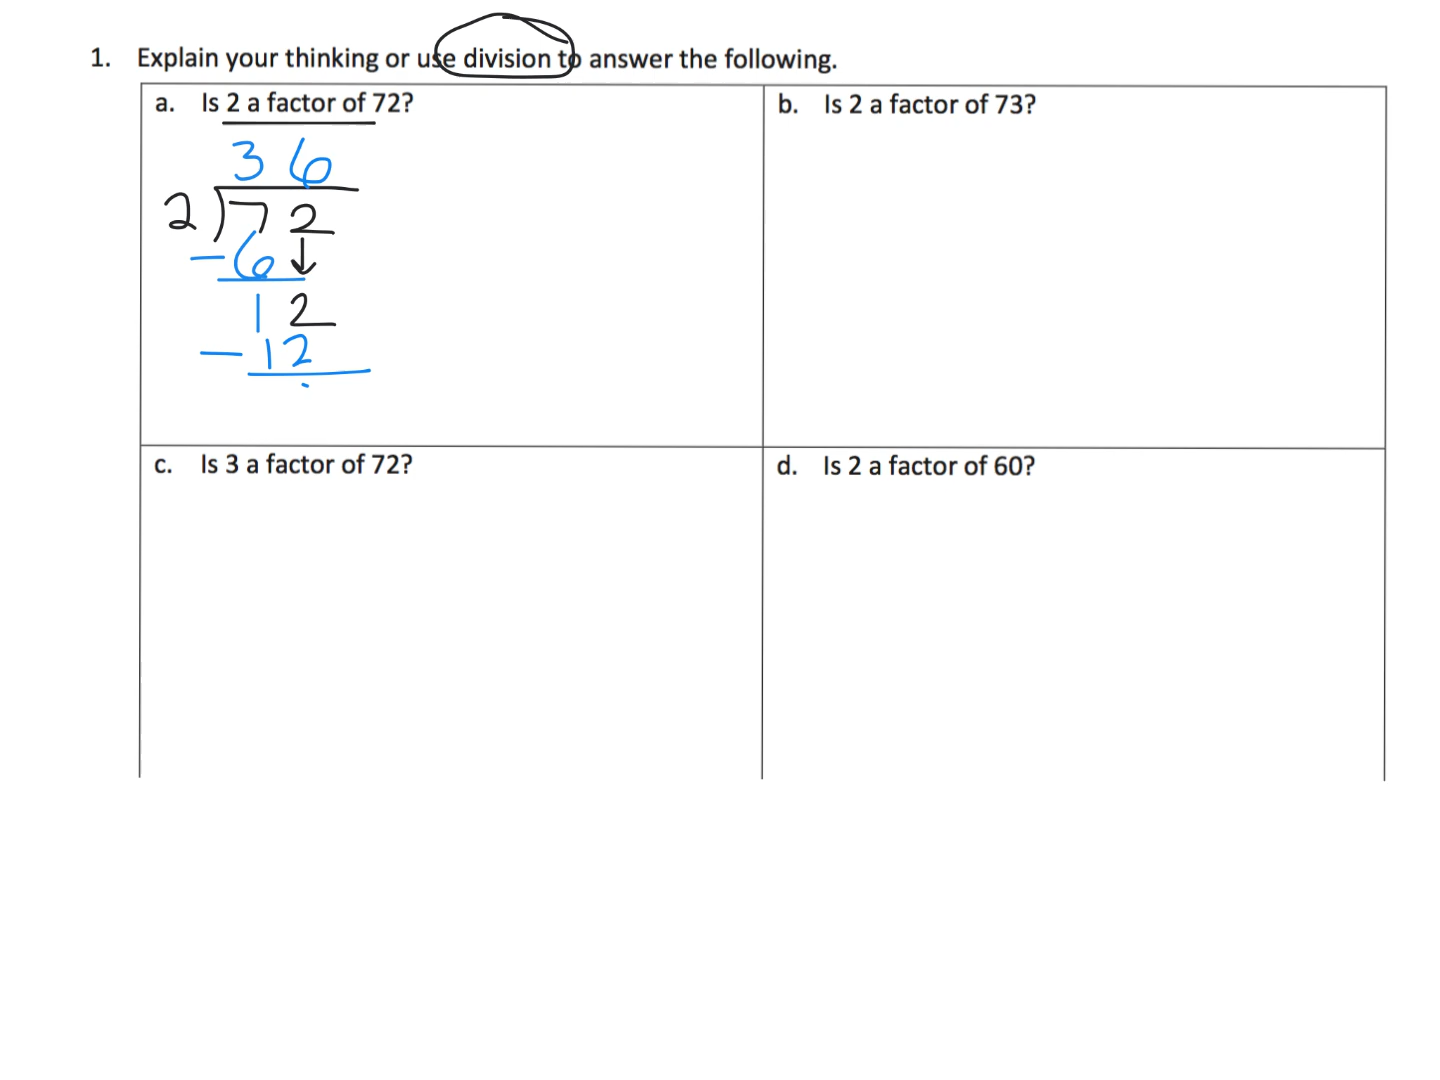 1. Explain your thinking or use division to answer the following.
a. Is 2 a factor of 72?
36
2)72
-6↓
12
-12
b. Is 2 a factor of 73?
c. Is 3 a factor of 72?
d. Is 2 a factor of 60?